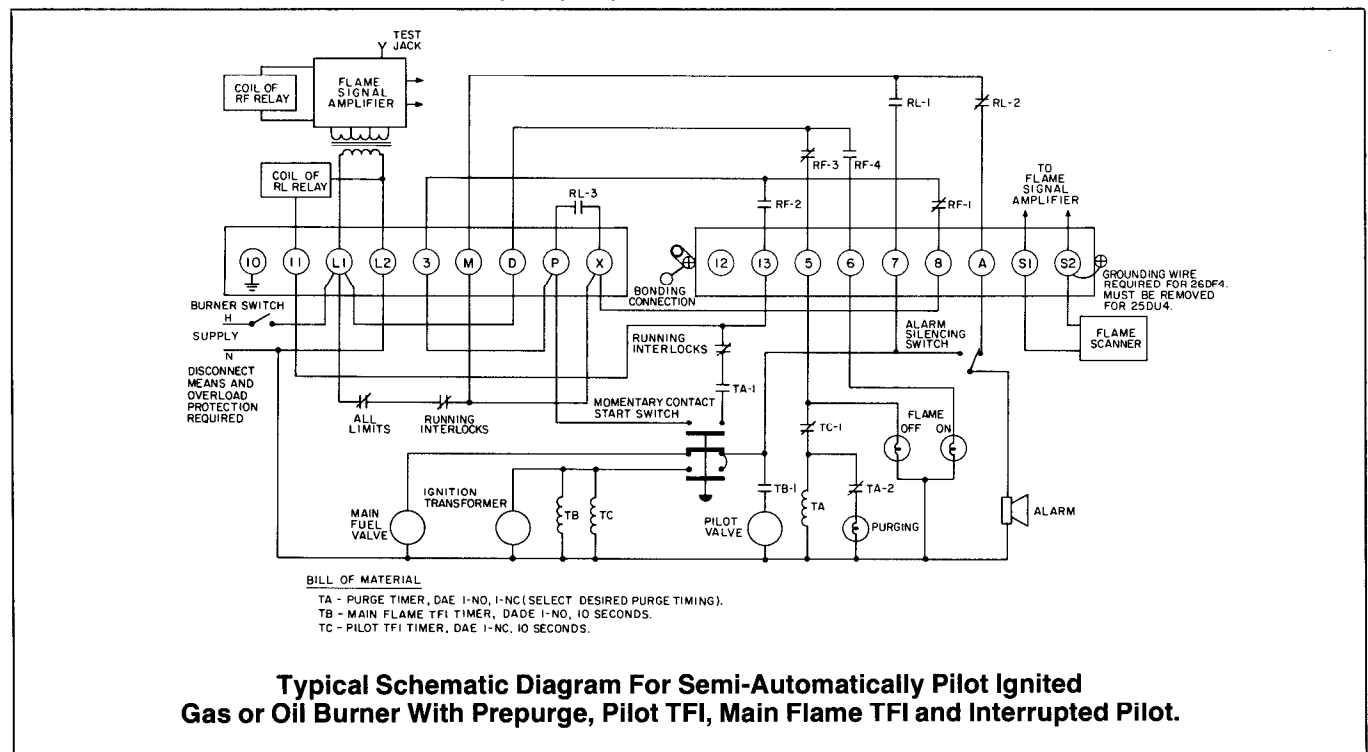 TEST
JACK
COIL OF
RF RELAY
FLAME
SIGNAL
AMPLIFIER
RL-1
RL-2
COIL OF
RL RELAY
RL-3
RF-3
RF-4
RF-2
RF-1
TO
FLAME
SIGNAL
AMPLIFIER
10
11
L1
L2
3
M
D
P
X
BONDING
CONNECTION
12
13
5
6
7
8
A
S1
S2
GROUNDING WIRE
REQUIRED FOR 26DF4.
MUST BE REMOVED
FOR 25DU4.
FLAME
SCANNER
BURNER SWITCH
H
SUPPLY
N
DISCONNECT
MEANS AND
OVERLOAD
PROTECTION
REQUIRED
ALL
LIMITS
RUNNING
INTERLOCKS
RUNNING
INTERLOCKS
TA-1
MOMENTARY CONTACT
START SWITCH
ALARM
SILENCING
SWITCH
FLAME
OFF ON
TC-1
TA-2
MAIN
FUEL
VALVE
IGNITION
TRANSFORMER
TB
TC
PILOT
VALVE
TB-1
TA
PURGING
ALARM
BILL OF MATERIAL
TA - PURGE TIMER, DAE 1-NO, 1-NC (SELECT DESIRED PURGE TIMING).
TB - MAIN FLAME TFI TIMER, DADE 1-NO, 10 SECONDS.
TC - PILOT TFI TIMER, DAE 1-NC, 10 SECONDS.
Typical Schematic Diagram For Semi-Automatically Pilot Ignited
Gas or Oil Burner With Prepurge, Pilot TFI, Main Flame TFI and Interrupted Pilot.